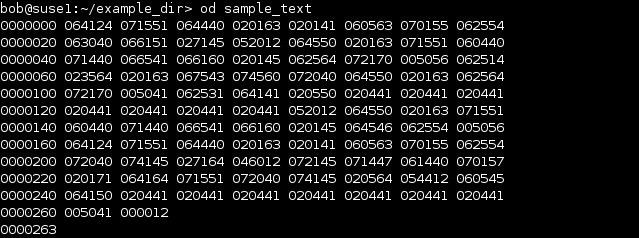 bob@suse1:~/example_dir> od sample_text
0000000 064124 071551 064440 020163 020141 060563 070155 062554
0000020 063040 066151 027145 052012 064550 020163 071551 060440
0000040 071440 066541 066160 020145 062564 072170 005056 062514
0000060 023564 020163 067543 074560 072040 064550 020163 062564
0000100 072170 005041 062531 064141 020550 020441 020441 020441
0000120 020441 020441 020441 020441 052012 064550 020163 071551
0000140 060440 071440 066541 066160 020145 064546 062554 005056
0000160 064124 071551 064440 020163 020141 060563 070155 062554
0000200 072040 074145 027164 046012 072145 071447 061440 070157
0000220 020171 064164 071551 072040 074145 020564 054412 060545
0000240 064150 020441 020441 020441 020441 020441 020441 020441
0000260 005041 000012
0000263